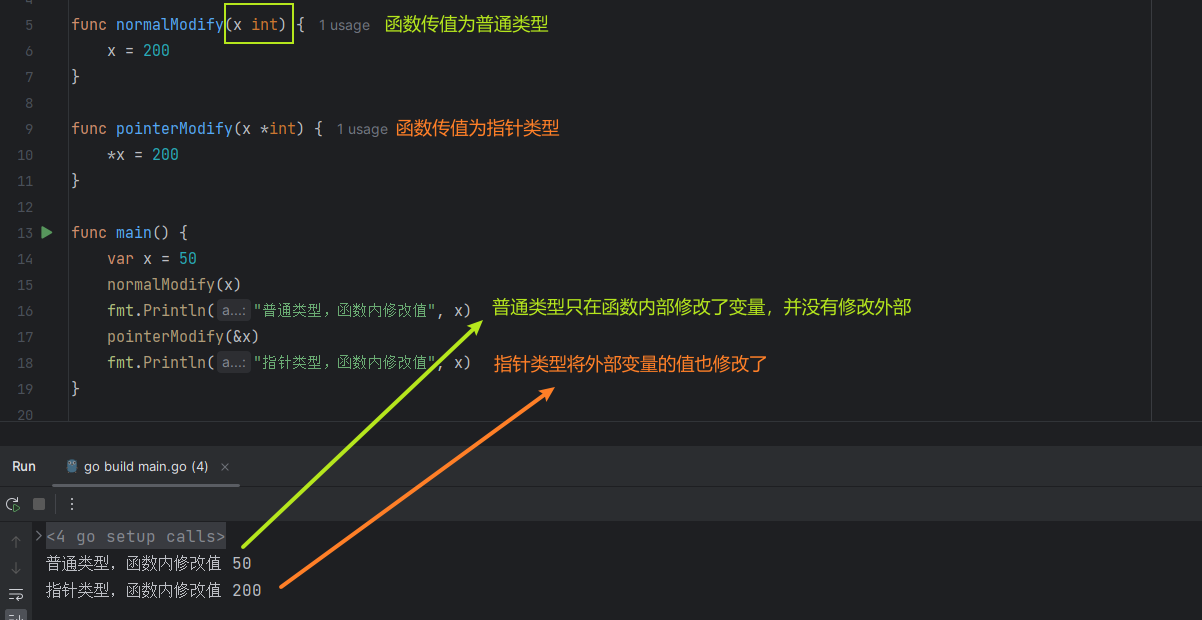 4
5 func normalModify(x int) { 1 usage 函数传值为普通类型
6 x = 200
7 }
8
9 func pointerModify(x *int) { 1 usage 函数传值为指针类型
10 *x = 200
11 }
12
13 func main() {
14 var x = 50
15 normalModify(x)
16 fmt.Println( a...: "普通类型，函数内修改值", x) 普通类型只在函数内部修改了变量，并没有修改外部
17 pointerModify(&x)
18 fmt.Println( a...: "指针类型，函数内修改值", x) 指针类型将外部变量的值也修改了
19 }
20
Run go build main.go (4) ×
<4 go setup calls>
普通类型，函数内修改值 50
指针类型，函数内修改值 200